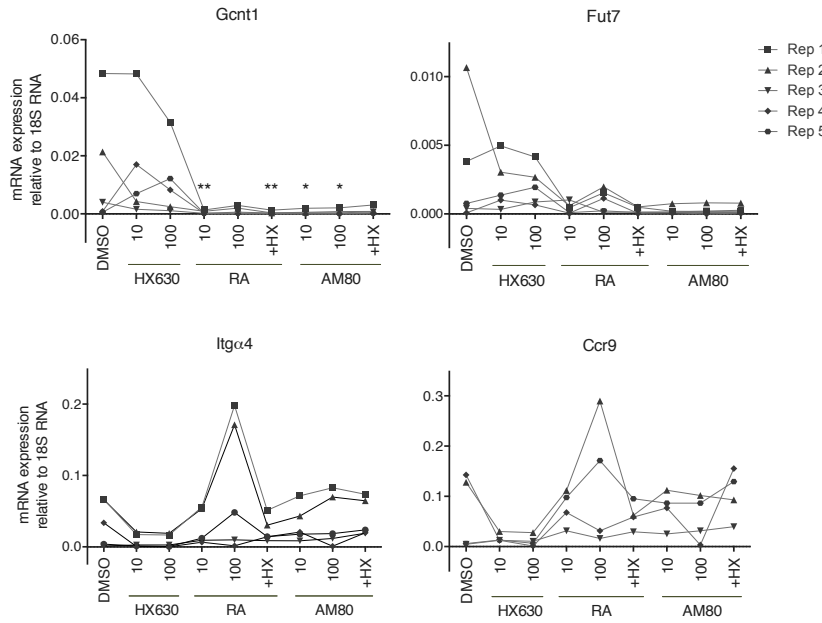 Gcnt1
mRNA expression
relative to 18S RNA
0.06
0.04
0.02
0.00
** ** * *
DMSO 10 100 10 100 +HX 10 100 +HX
HX630 RA AM80
Fut7
0.010
0.005
0.000
DMSO 10 100 10 100 +HX 10 100 +HX
HX630 RA AM80
Rep 1
Rep 2
Rep 3
Rep 4
Rep 5
Itgα4
mRNA expression
relative to 18S RNA
0.2
0.1
0.0
DMSO 10 100 10 100 +HX 10 100 +HX
HX630 RA AM80
Ccr9
0.3
0.2
0.1
0.0
DMSO 10 100 10 100 +HX 10 100 +HX
HX630 RA AM80